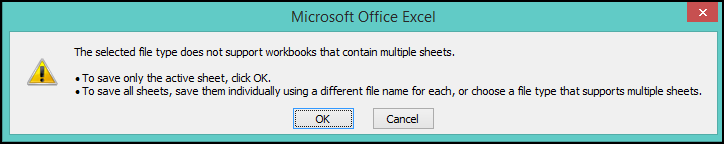 Microsoft Office Excel
The selected file type does not support workbooks that contain multiple sheets.
• To save only the active sheet, click OK.
• To save all sheets, save them individually using a different file name for each, or choose a file type that supports multiple sheets.
OK
Cancel